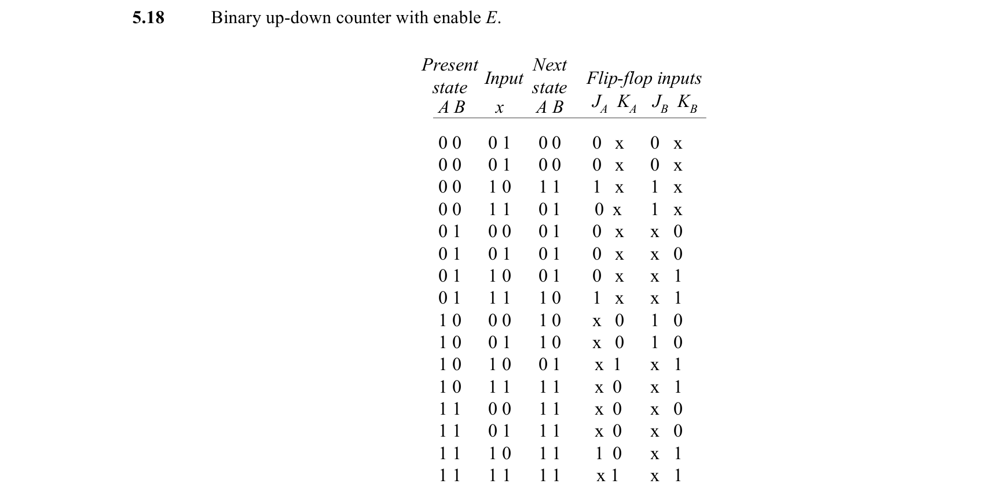 5.18 Binary up-down counter with enable E.
Present Next
Input Flip-flop inputs
state state
A B x A B J_A K_A J_B K_B
0 0 0 1 0 0 0 x 0 x
0 0 0 1 0 0 0 x 0 x
0 0 1 0 1 1 1 x 1 x
0 0 1 1 0 1 0 x 1 x
0 1 0 0 0 1 0 x x 0
0 1 0 1 0 1 0 x x 0
0 1 1 0 0 1 0 x x 1
0 1 1 1 1 0 1 x x 1
1 0 0 0 1 0 x 0 1 0
1 0 0 1 1 0 x 0 1 0
1 0 1 0 0 1 x 1 x 1
1 0 1 1 1 1 x 0 x 1
1 1 0 0 1 1 x 0 x 0
1 1 0 1 1 1 x 0 x 0
1 1 1 0 1 1 1 0 x 1
1 1 1 1 1 1 x 1 x 1